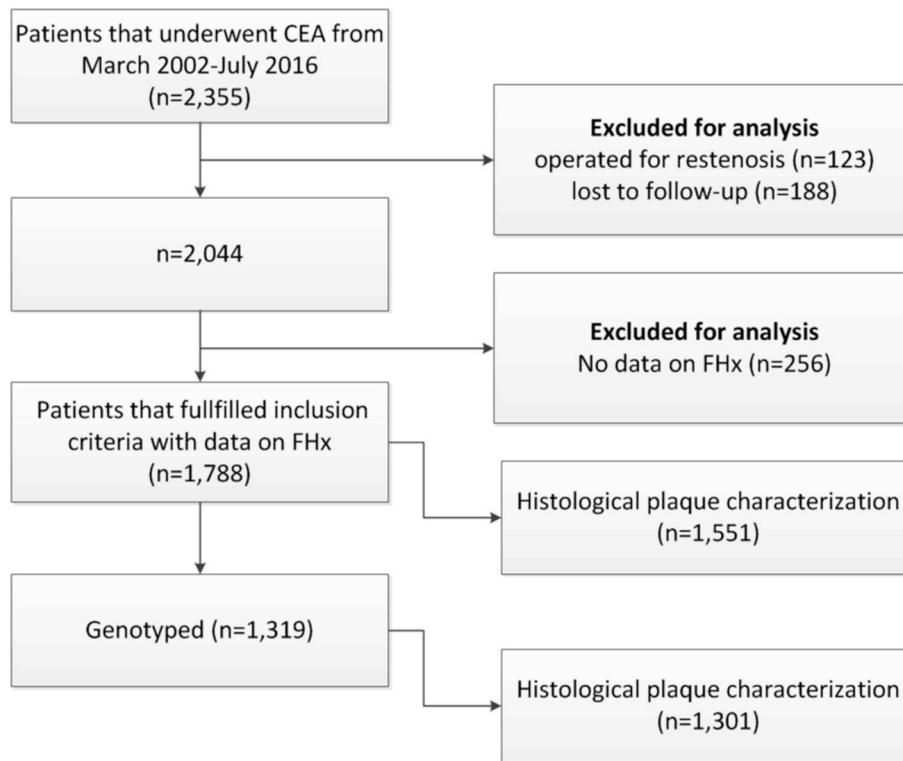 Patients that underwent CEA from
March 2002-July 2016
(n=2,355)
Excluded for analysis
operated for restenosis (n=123)
lost to follow-up (n=188)
n=2,044
Excluded for analysis
No data on FHx (n=256)
Patients that fullfilled inclusion
criteria with data on FHx
(n=1,788)
Histological plaque characterization
(n=1,551)
Genotyped (n=1,319)
Histological plaque characterization
(n=1,301)